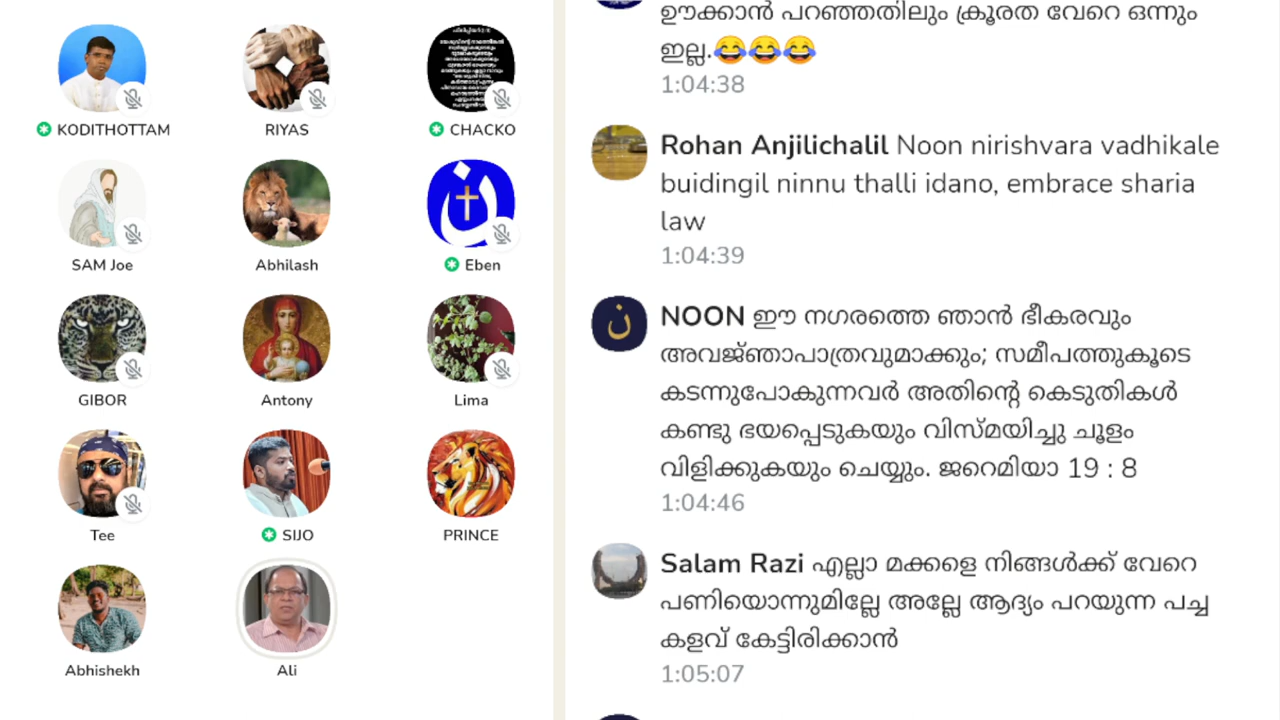 KODITHOTTAM
RIYAS
CHACKO
SAM Joe
Abhilash
Eben
GIBOR
Antony
Lima
Tee
SIJO
PRINCE
Abhishekh
Ali
ഊക്കാൻ പറഞ്ഞതിലും ക്രൂരത വേറെ ഒന്നും
ഇല്ല.😂😂😂
1:04:38
Rohan Anjilichalil Noon nirishvara vadhikale
buidingil ninnu thalli idano, embrace sharia
law
1:04:39
NOON ഈ നഗരത്തെ ഞാൻ ഭീകരവും
അവജ്ഞാപാത്രവുമാക്കും; സമീപത്തുകൂടെ
കടന്നുപോകുന്നവർ അതിന്റെ കെടുതികൾ
കണ്ടു ഭയപ്പെടുകയും വിസ്മയിച്ചു ചൂളം
വിളിക്കുകയും ചെയ്യും. ജറെമിയാ 19 : 8
1:04:46
Salam Razi എല്ലാ മക്കളെ നിങ്ങൾക്ക് വേറെ
പണിയൊന്നുമില്ലേ അല്ലേ ആദ്യം പറയുന്ന പച്ച
കളവ് കേട്ടിരിക്കാൻ
1:05:07